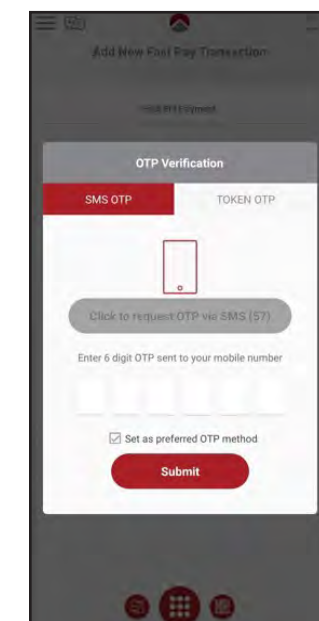 Add New Fast Pay Transaction
OTP Verification
SMS OTP
TOKEN OTP
Click to request OTP via SMS (57)
Enter 6 digit OTP sent to your mobile number
Set as preferred OTP method
Submit